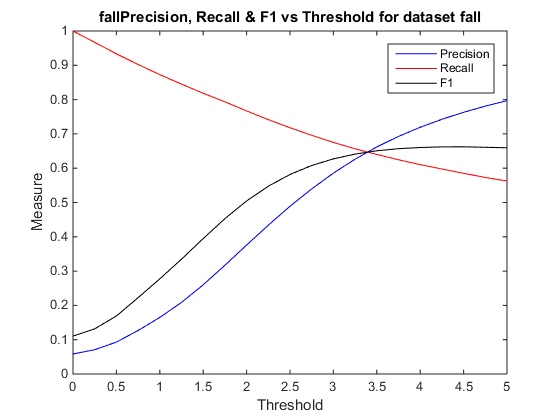 fallPrecision, Recall & F1 vs Threshold for dataset fall
Precision
Recall
F1
1
0.9
0.8
0.7
0.6
0.5
0.4
0.3
0.2
0.1
0
Measure
0 0.5 1 1.5 2 2.5 3 3.5 4 4.5 5
Threshold